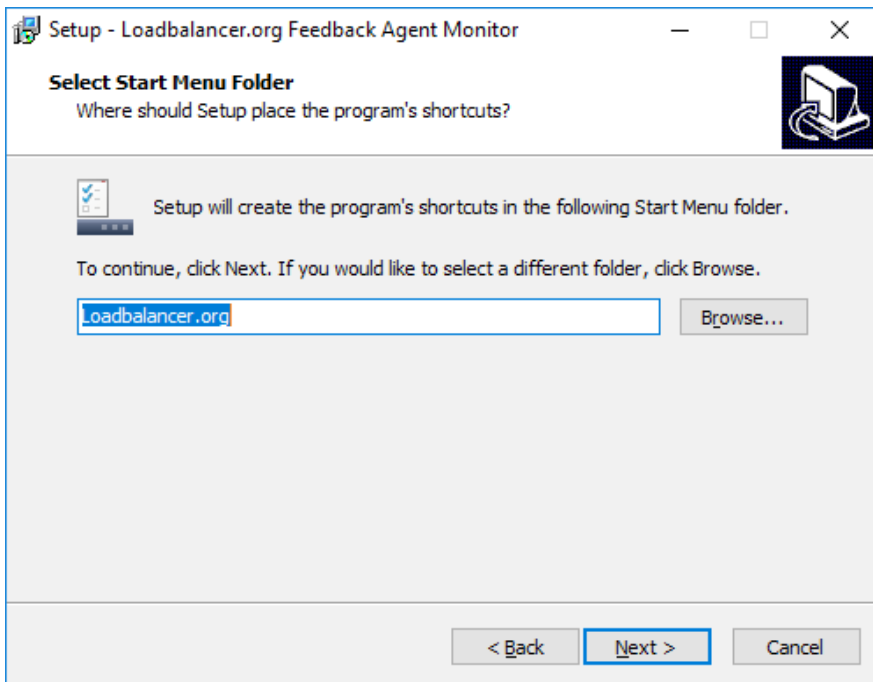 Setup - Loadbalancer.org Feedback Agent Monitor
Select Start Menu Folder
Where should Setup place the program's shortcuts?
Setup will create the program's shortcuts in the following Start Menu folder.
To continue, click Next. If you would like to select a different folder, click Browse.
Loadbalancer.org
Browse...
< Back
Next >
Cancel